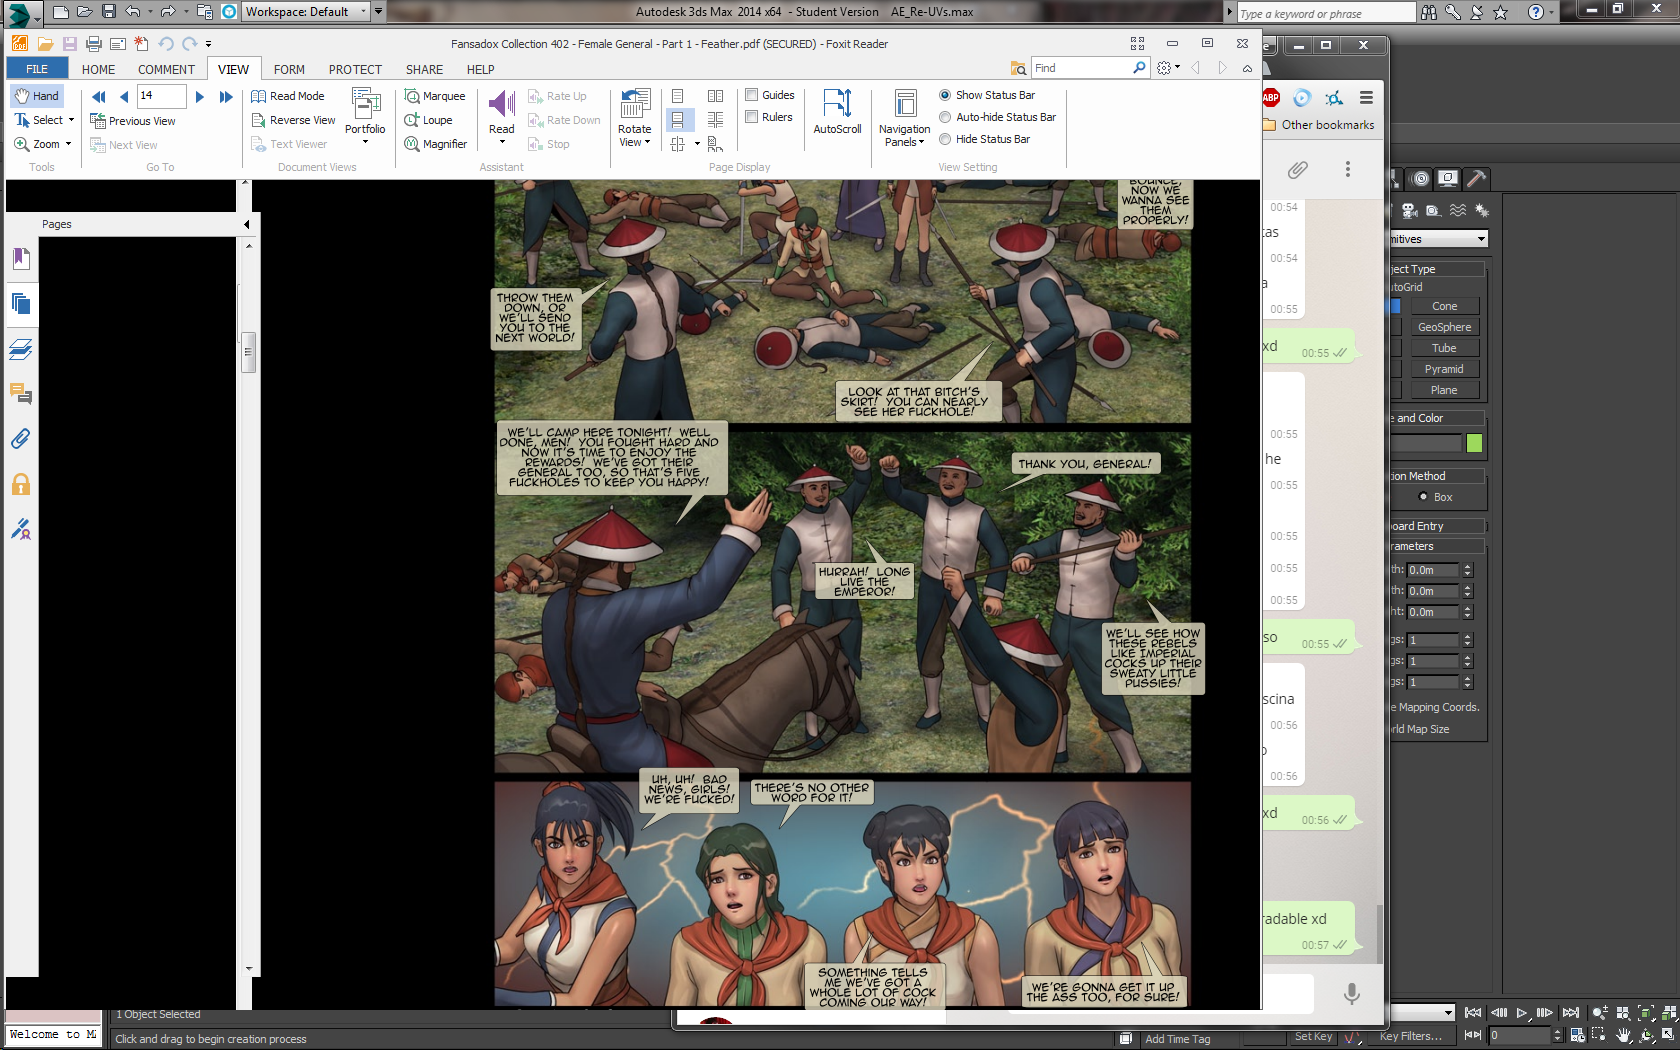 Workspace: Default
Autodesk 3ds Max 2014 x64 - Student Version AE_Re-UVs.max
Type a keyword or phrase
Fansadox Collection 402 - Female General - Part 1 - Feather.pdf (SECURED) - Foxit Reader
FILE HOME COMMENT VIEW FORM PROTECT SHARE HELP
Find
Hand
14
Read Mode
Marquee
Rate Up
Guides
Show Status Bar
Select
Previous View
Reverse View
Loupe
Rate Down
Rulers
Auto-hide Status Bar
Zoom
Next View
Text Viewer
Portfolio
Magnifier
Read
Stop
Rotate View
AutoScroll
Navigation Panels
Hide Status Bar
Tools
Go To
Document Views
Assistant
Page Display
View Setting
ABP
Other bookmarks
Pages
BOUNCE,
NOW WE
WANNA SEE
THEM
PROPERLY!
THROW THEM
DOWN, OR
WE'LL SEND
YOU TO THE
NEXT WORLD!
LOOK AT THAT BITCH'S
SKIRT! YOU CAN NEARLY
SEE HER FUCKHOLE!
WE'LL CAMP HERE TONIGHT! WELL
DONE, MEN! YOU FOUGHT HARD AND
NOW IT'S TIME TO ENJOY THE
REWARDS! WE'VE GOT THEIR
GENERAL TOO, SO THAT'S FIVE
FUCKHOLES TO KEEP YOU HAPPY!
THANK YOU, GENERAL!
HURRAH! LONG
LIVE THE
EMPEROR!
WE'LL SEE HOW
THESE REBELS
LIKE IMPERIAL
COCKS UP THEIR
SWEATY LITTLE
PUSSIES!
UH, UH! BAD
NEWS, GIRLS!
WE'RE FUCKED!
THERE'S NO OTHER
WORD FOR IT!
SOMETHING TELLS
ME WE'VE GOT A
WHOLE LOT OF COCK
COMING OUR WAY!
WE'RE GONNA GET IT UP
THE ASS TOO, FOR SURE!
00:54
tas
00:54
a
00:55
xd
00:55
00:55
he
00:55
00:55
00:55
00:55
so
00:55
scina
00:56
o
00:56
xd
00:56
radable xd
00:57
mitives
ject Type
utoGrid
Cone
GeoSphere
Tube
Pyramid
Plane
e and Color
ion Method
Box
board Entry
rameters
th: 0.0m
th: 0.0m
ht: 0.0m
gs: 1
gs: 1
gs: 1
e Mapping Coords.
rld Map Size
1 Object Selected
Welcome to M
Click and drag to begin creation process
Add Time Tag
Set Key
Key Filters...
0